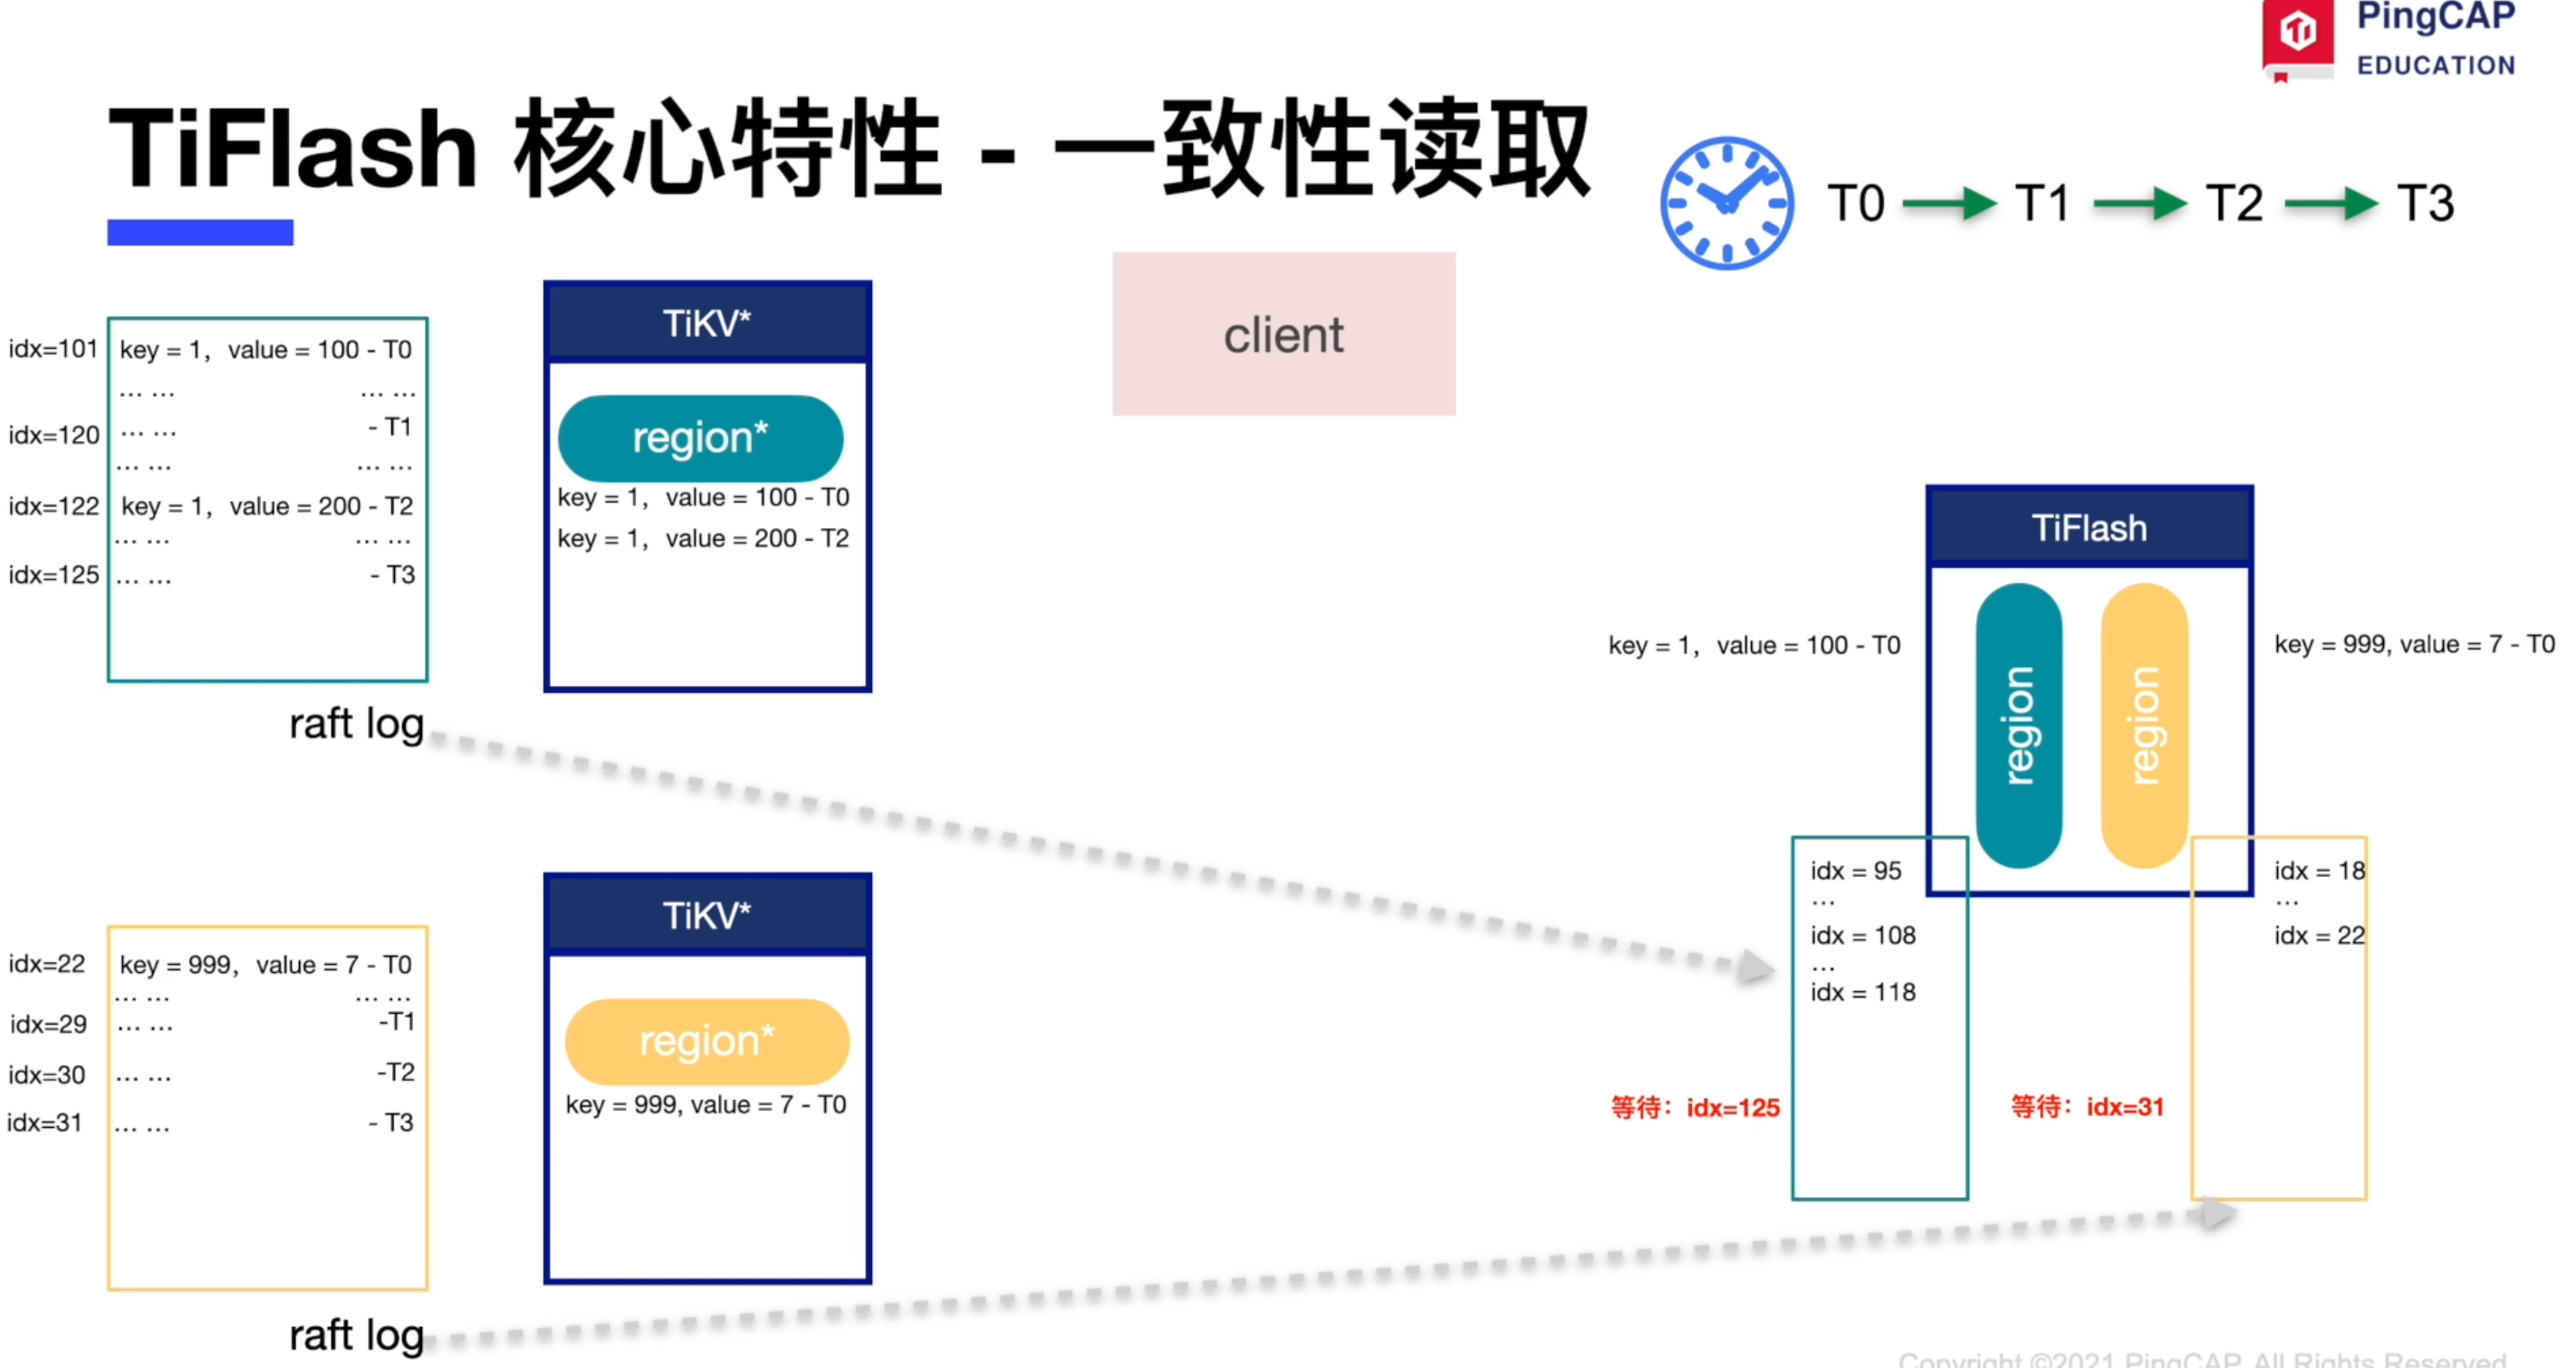 PingCAP
EDUCATION
TiFlash 核心特性 - 一致性读取
T0 T1 T2 T3
client
idx=101 key = 1, value = 100 - T0
... ... ... ...
idx=120 ... ... - T1
... ... ... ...
idx=122 key = 1, value = 200 - T2
... ... ... ...
idx=125 ... ... - T3
raft log
TiKV*
region*
key = 1, value = 100 - T0
key = 1, value = 200 - T2
idx=22 key = 999, value = 7 - T0
... ... ... ...
idx=29 ... ... -T1
idx=30 ... ... -T2
idx=31 ... ... - T3
raft log
TiKV*
region*
key = 999, value = 7 - T0
TiFlash
region
region
key = 1, value = 100 - T0
key = 999, value = 7 - T0
idx = 95
...
idx = 108
...
idx = 118
等待：idx=125
idx = 18
...
idx = 22
等待：idx=31
Copyright ©2021 PingCAP. All Rights Reserved